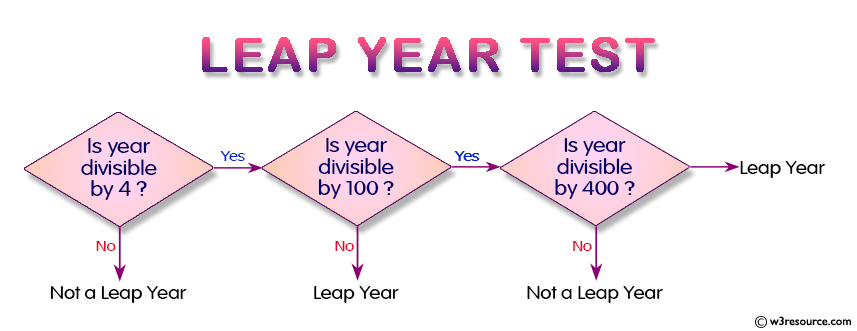 LEAP YEAR TEST
Is year
divisible
by 4 ?
Yes
Is year
divisible
by 100 ?
Yes
Is year
divisible
by 400 ?
Leap Year
No
No
No
Not a Leap Year
Leap Year
Not a Leap Year
© w3resource.com